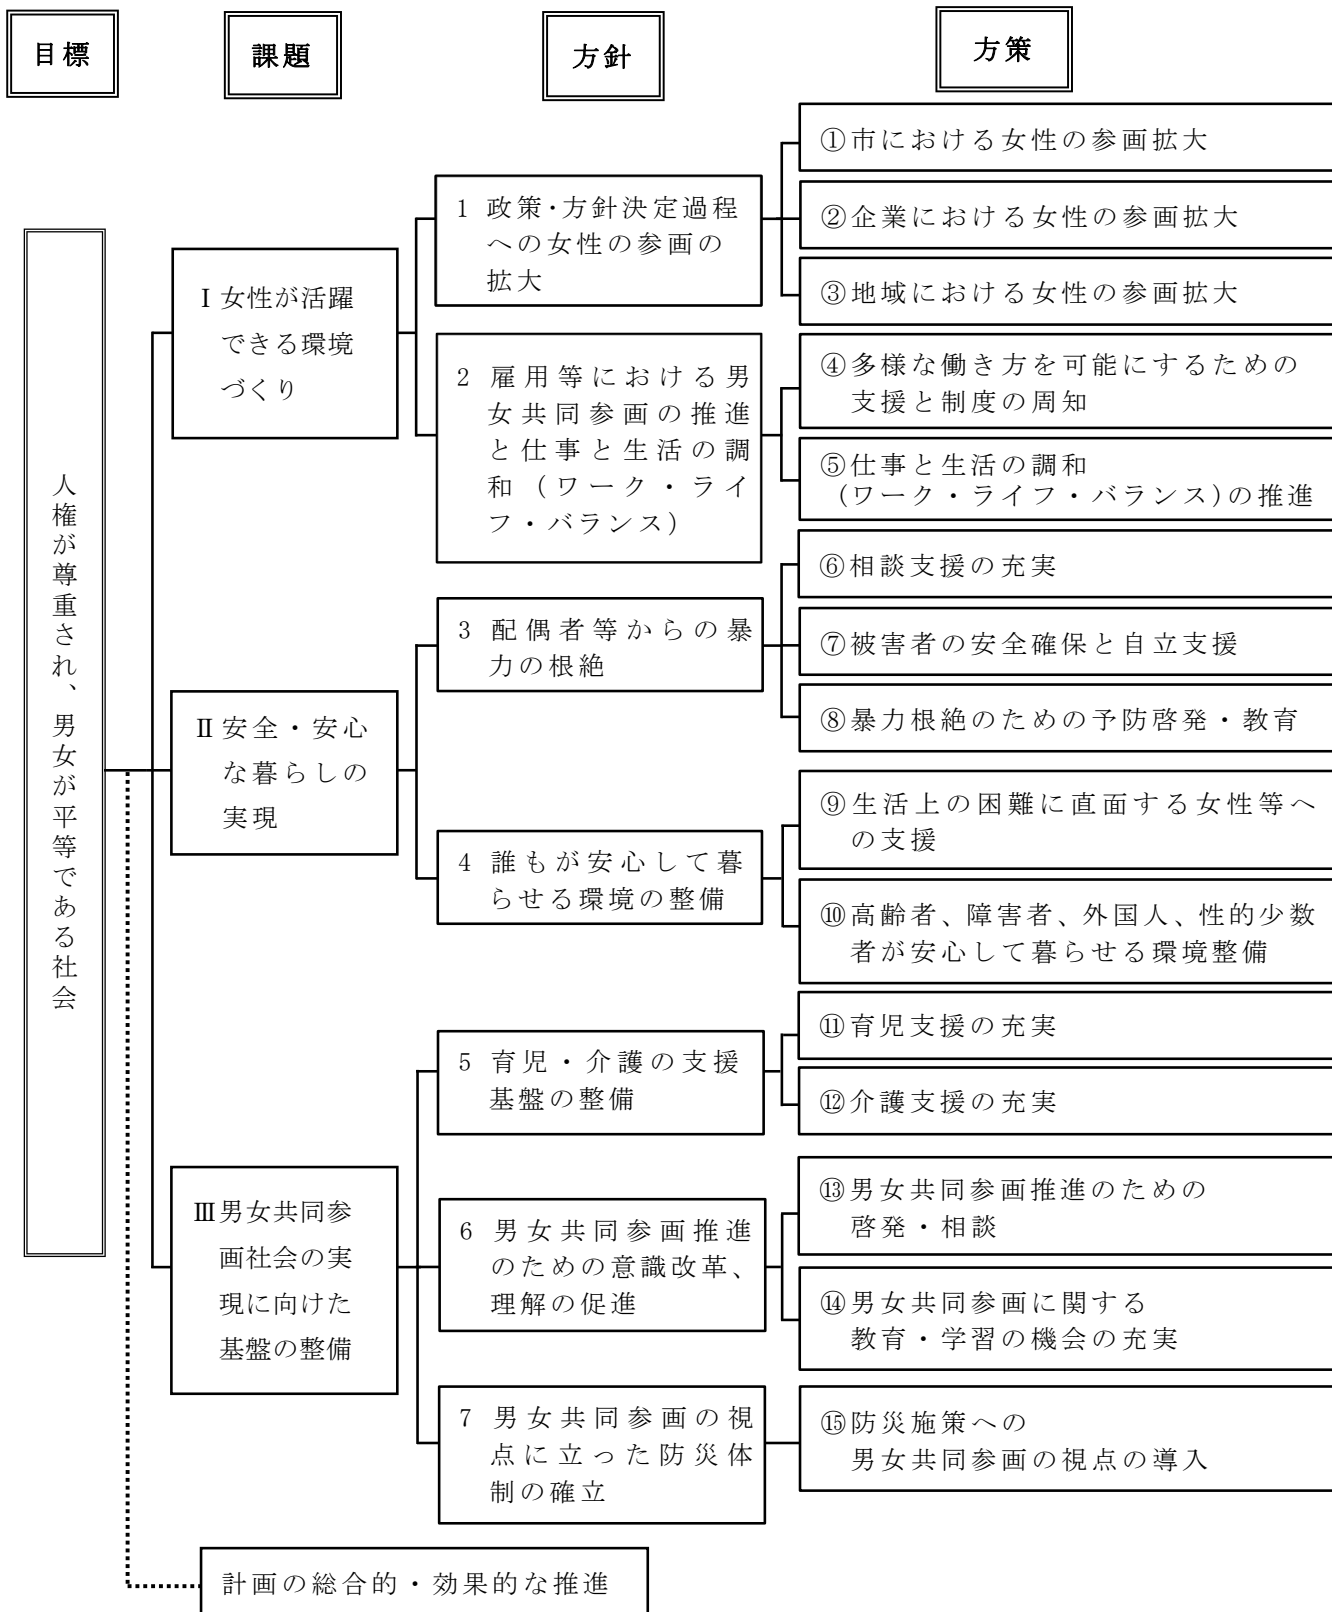 目標
課題
方針
方策
人権が尊重され、男女が平等である社会
Ⅰ女性が活躍
できる環境
づくり
1 政策・方針決定過程
への女性の参画の
拡大
①市における女性の参画拡大
②企業における女性の参画拡大
③地域における女性の参画拡大
2 雇用等における男
女共同参画の推進
と仕事と生活の調
和（ワーク・ライ
フ・バランス）
④多様な働き方を可能にするための
支援と制度の周知
⑤仕事と生活の調和
(ワーク・ライフ・バランス)の推進
Ⅱ安全・安心
な暮らしの
実現
3 配偶者等からの暴
力の根絶
⑥相談支援の充実
⑦被害者の安全確保と自立支援
⑧暴力根絶のための予防啓発・教育
4 誰もが安心して暮
らせる環境の整備
⑨生活上の困難に直面する女性等へ
の支援
⑩高齢者、障害者、外国人、性的少数
者が安心して暮らせる環境整備
Ⅲ男女共同参
画社会の実
現に向けた
基盤の整備
5 育児・介護の支援
基盤の整備
⑪育児支援の充実
⑫介護支援の充実
6 男女共同参画推進
のための意識改革、
理解の促進
⑬男女共同参画推進のための
啓発・相談
⑭男女共同参画に関する
教育・学習の機会の充実
7 男女共同参画の視
点に立った防災体
制の確立
⑮防災施策への
男女共同参画の視点の導入
計画の総合的・効果的な推進